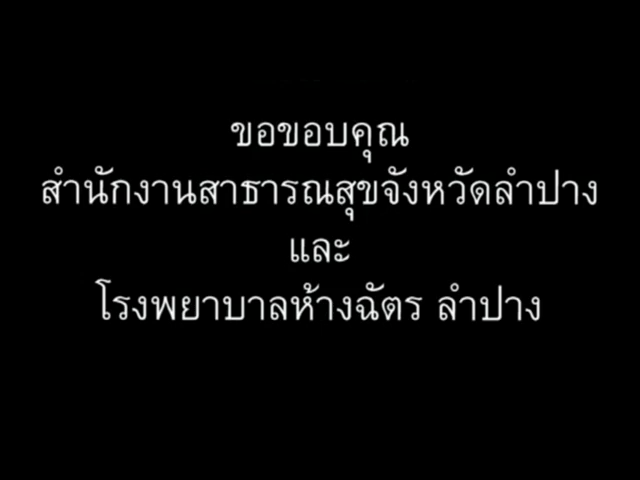 ขอขอบคุณ
สำนักงานสาธารณสุขจังหวัดลำปาง
และ
โรงพยาบาลห้างฉัตร ลำปาง